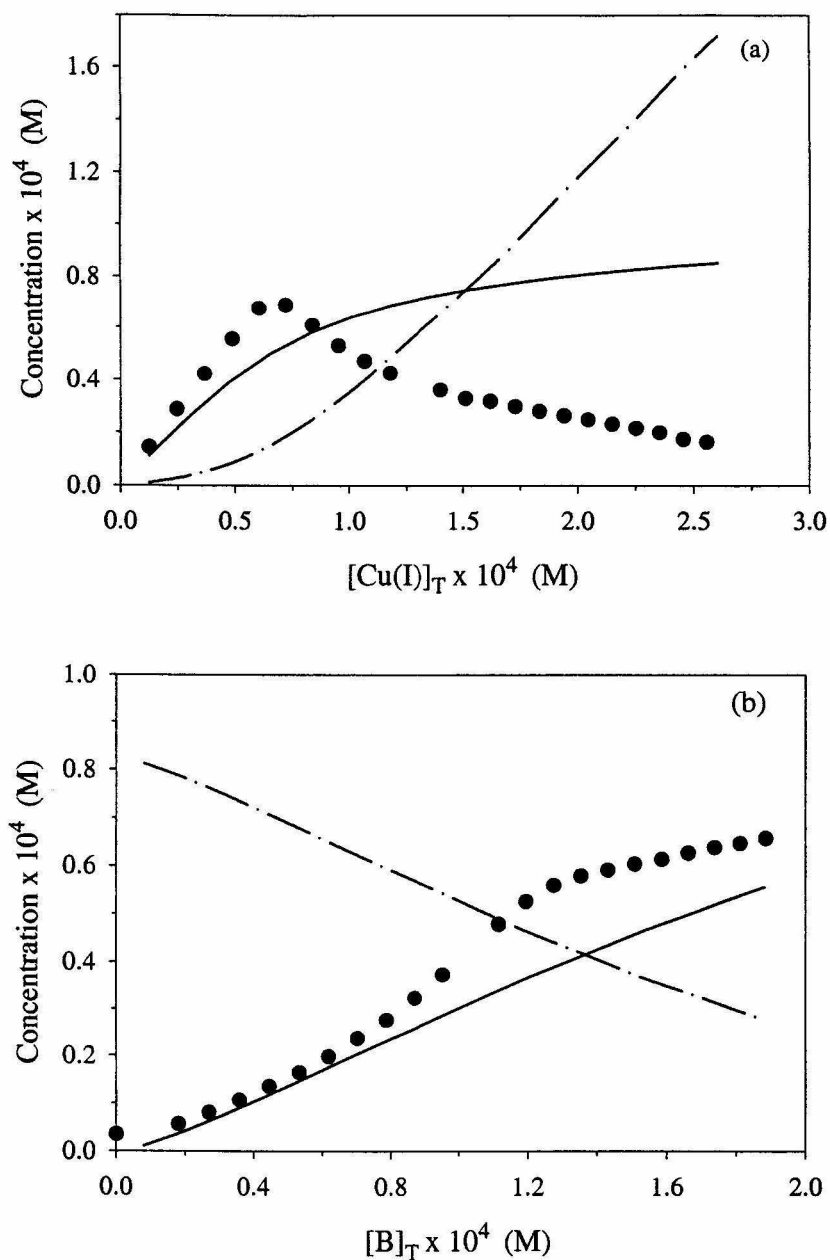 (a)
Concentration x 10⁴ (M)
1.6
1.2
0.8
0.4
0.0
0.0 0.5 1.0 1.5 2.0 2.5 3.0
[Cu(I)]T x 10⁴ (M)
(b)
Concentration x 10⁴ (M)
1.0
0.8
0.6
0.4
0.2
0.0
0.0 0.4 0.8 1.2 1.6 2.0
[B]T x 10⁴ (M)